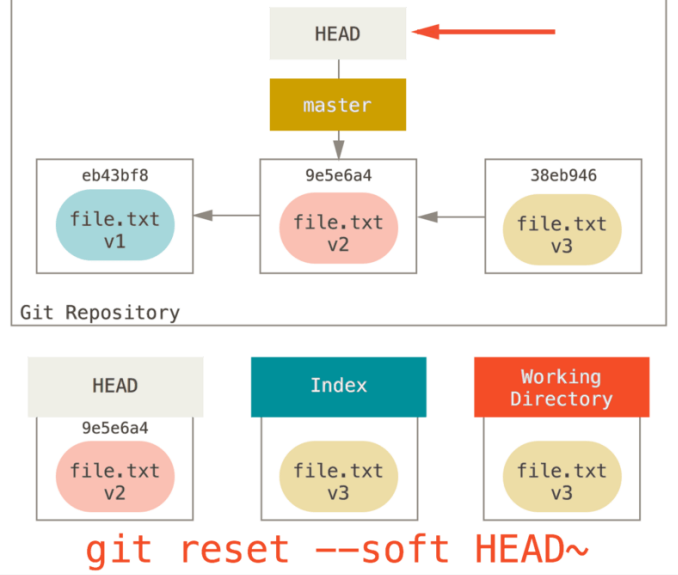 HEAD
master
eb43bf8
9e5e6a4
38eb946
file.txt
v1
file.txt
v2
file.txt
v3
Git Repository
HEAD
Index
Working
Directory
9e5e6a4
file.txt
v2
file.txt
v3
file.txt
v3
git reset --soft HEAD~